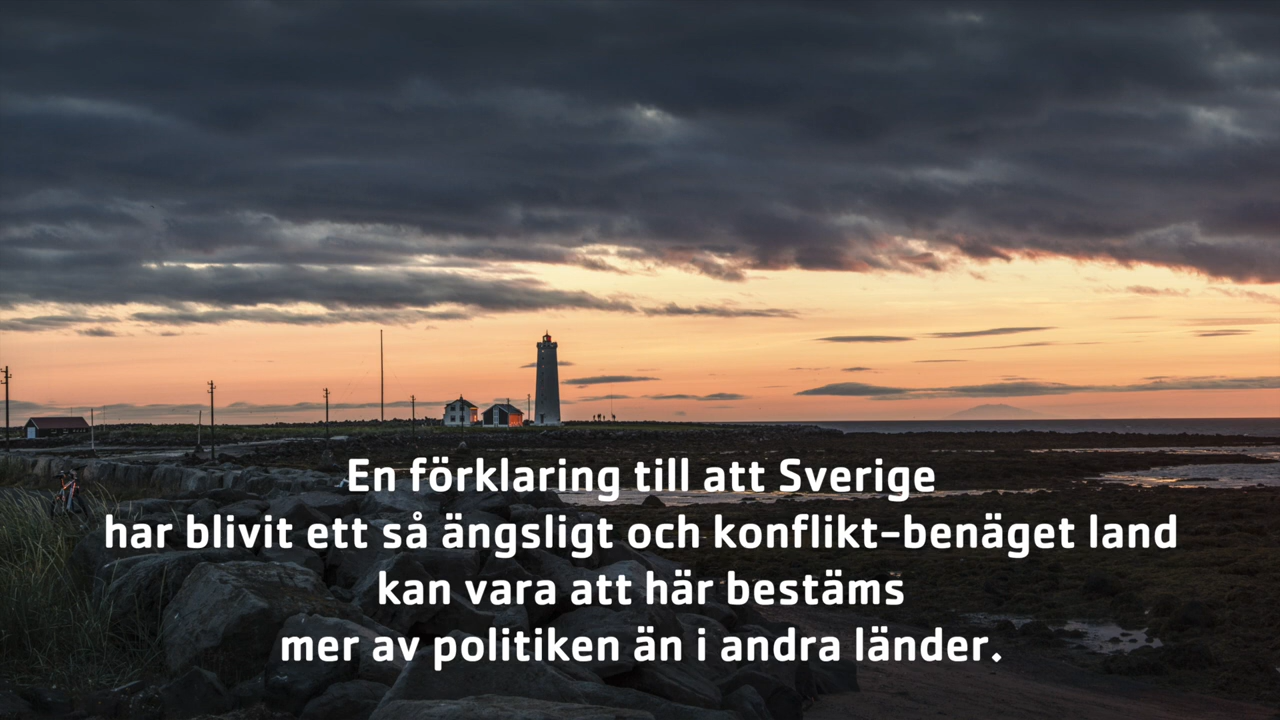 En förklaring till att Sverige
har blivit ett så ängsligt och konflikt-benäget land
kan vara att här bestäms
mer av politiken än i andra länder.